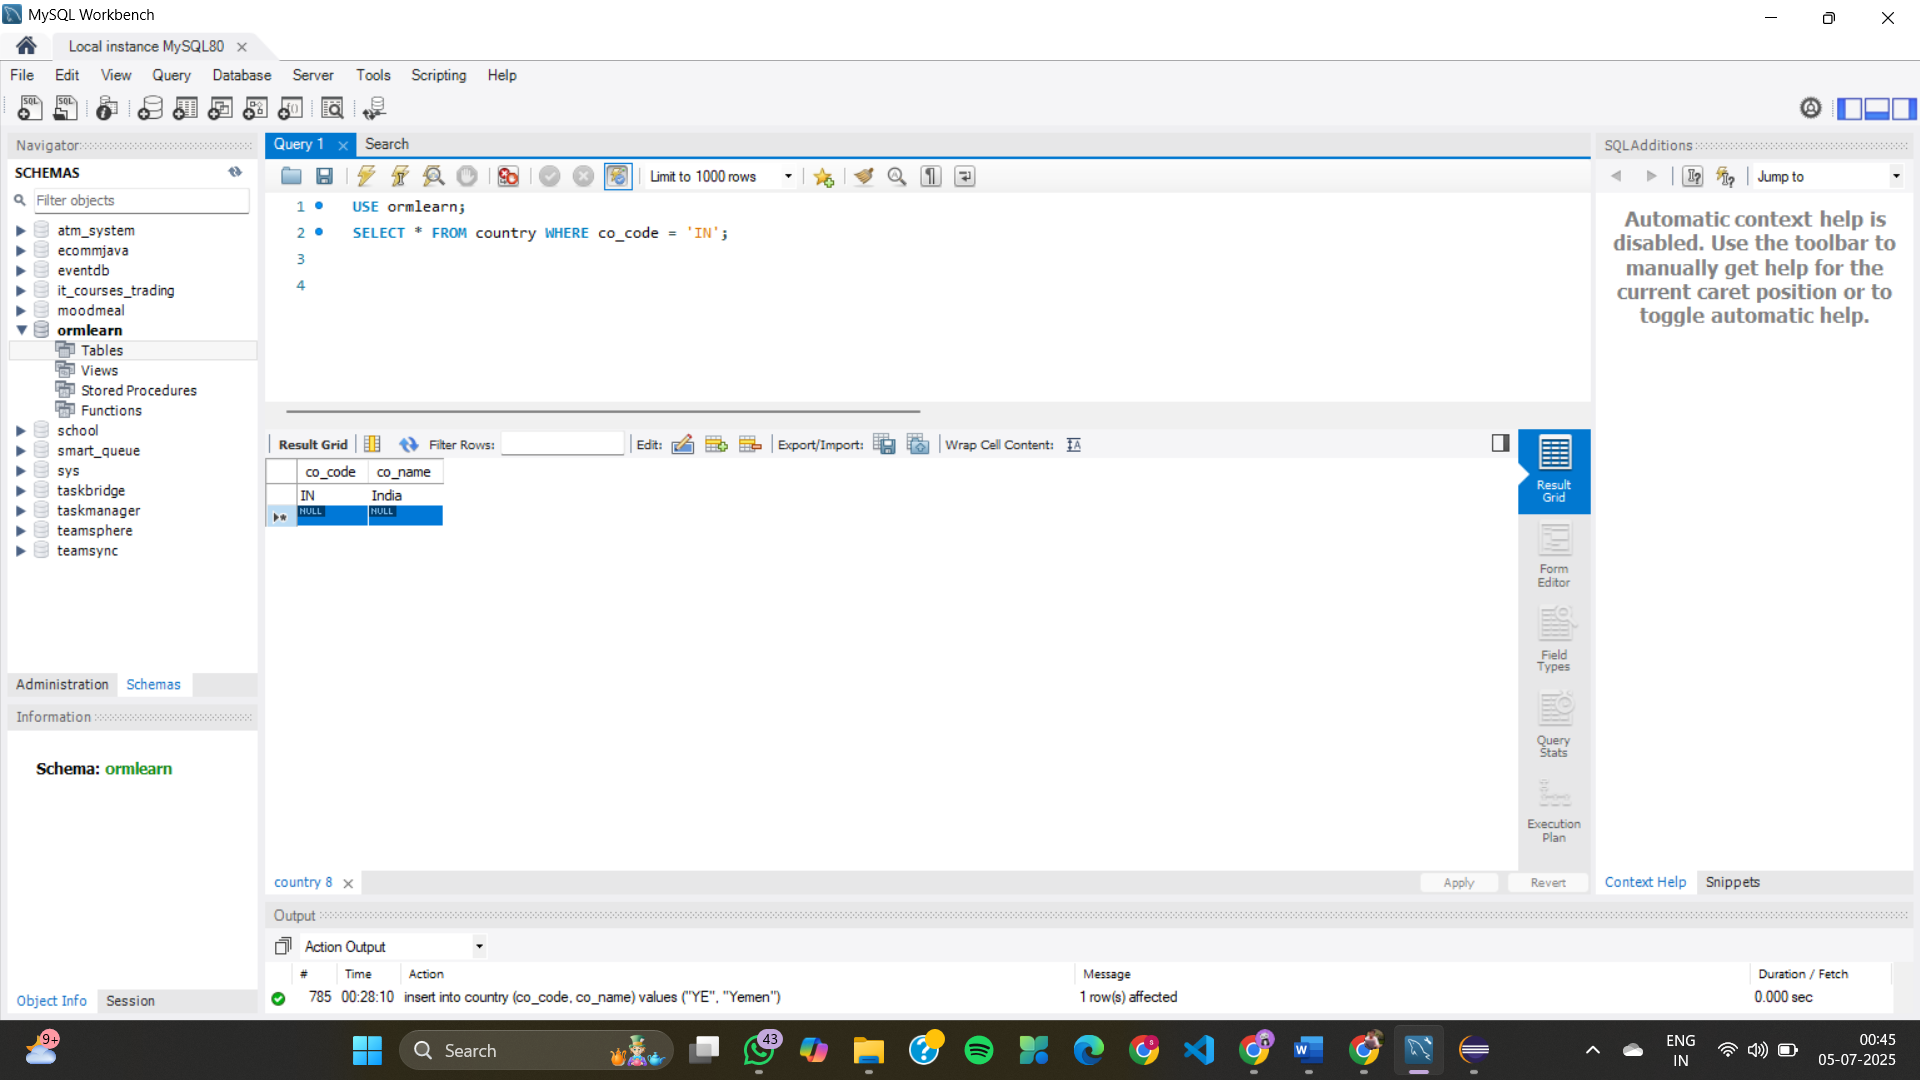 MySQL Workbench
Local instance MySQL80
File Edit View Query Database Server Tools Scripting Help
Navigator
SCHEMAS
Filter objects
atm_system
ecommjava
eventdb
it_courses_trading
moodmeal
ormlearn
Tables
Views
Stored Procedures
Functions
school
smart_queue
sys
taskbridge
taskmanager
teamsphere
teamsync
Administration Schemas
Information
Schema: ormlearn
Object Info Session
Query 1 Search
Limit to 1000 rows
1 USE ormlearn;
2 SELECT * FROM country WHERE co_code = 'IN';
3
4
Result Grid Filter Rows: Edit: Export/Import: Wrap Cell Content:
co_code co_name
IN India
NULL NULL
Result Grid
Form Editor
Field Types
Query Stats
Execution Plan
country 8 Apply Revert
Output
Action Output
# Time Action Message Duration / Fetch
785 00:28:10 insert into country (co_code, co_name) values ("YE", "Yemen") 1 row(s) affected 0.000 sec
SQLAdditions
Jump to
Automatic context help is
disabled. Use the toolbar to
manually get help for the
current caret position or to
toggle automatic help.
Context Help Snippets
9+
Search
43
ENG
IN
00:45
05-07-2025